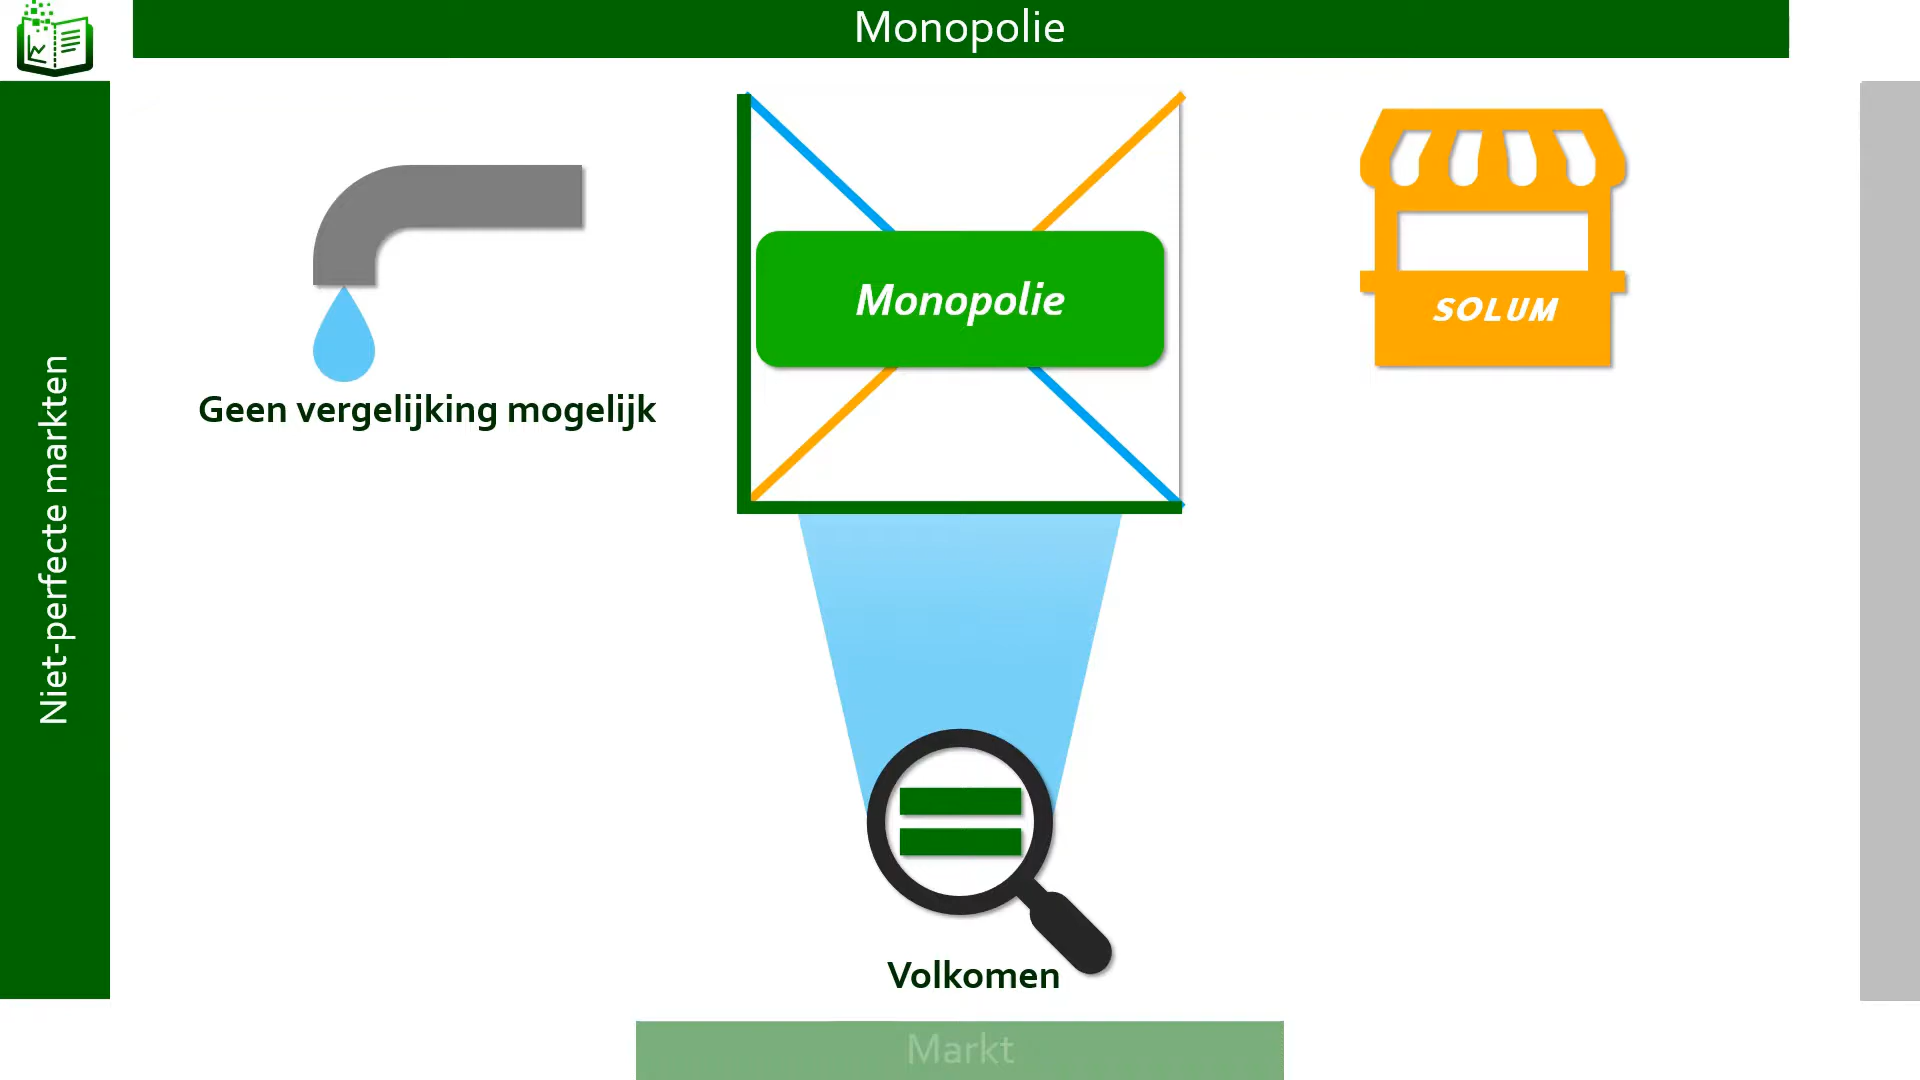 Monopolie
Niet-perfecte markten
Monopolie
SOLUM
Geen vergelijking mogelijk
Volkomen
Markt